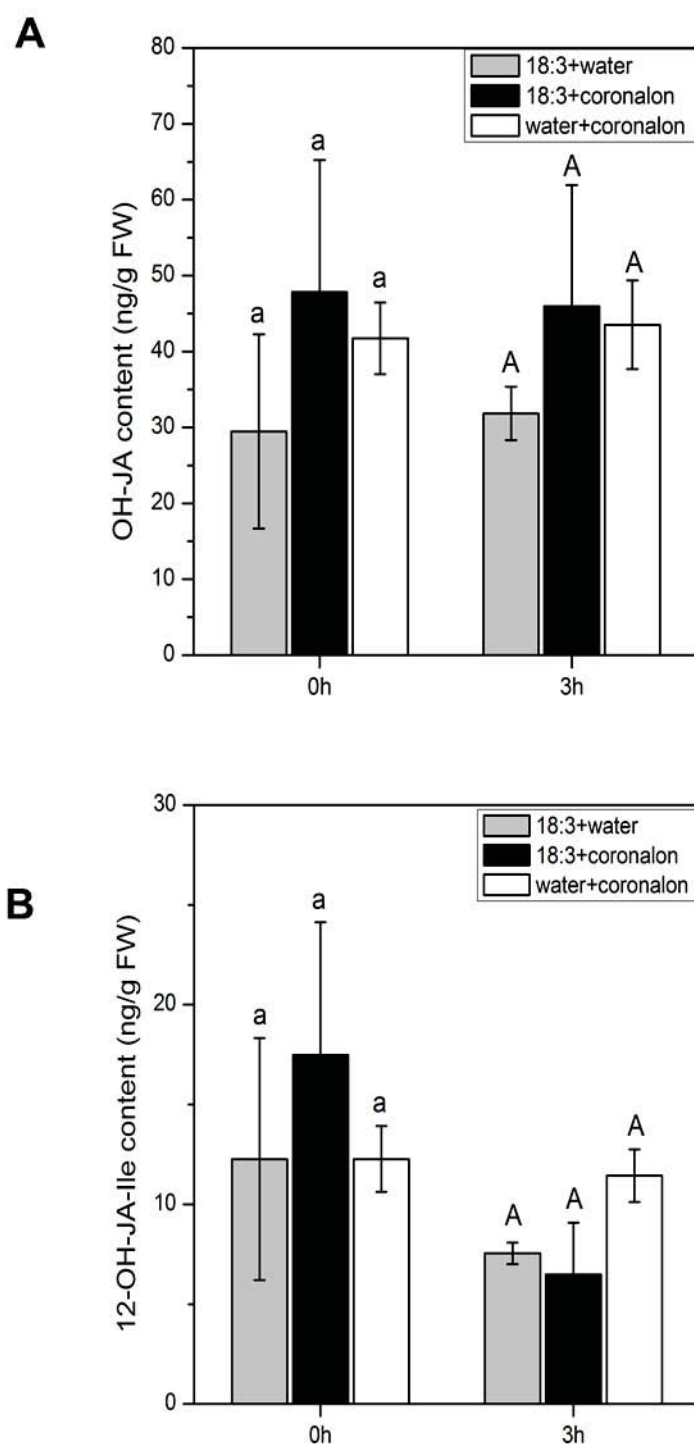 A
80
70
60
50
40
30
20
10
0
OH-JA content (ng/g FW)
18:3+water
18:3+coronalon
water+coronalon
a
a
a
A
A
A
0h
3h
B
30
20
10
0
12-OH-JA-Ile content (ng/g FW)
18:3+water
18:3+coronalon
water+coronalon
a
a
a
A
A
A
0h
3h